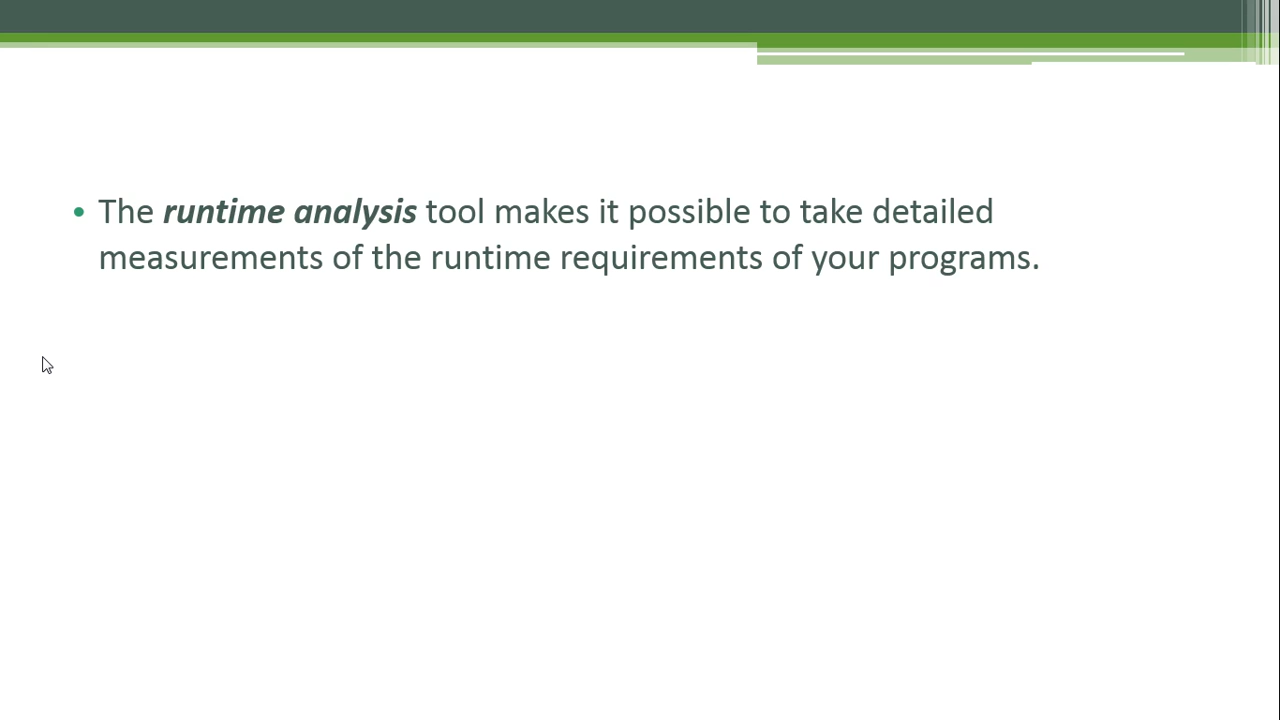 • The runtime analysis tool makes it possible to take detailed
measurements of the runtime requirements of your programs.